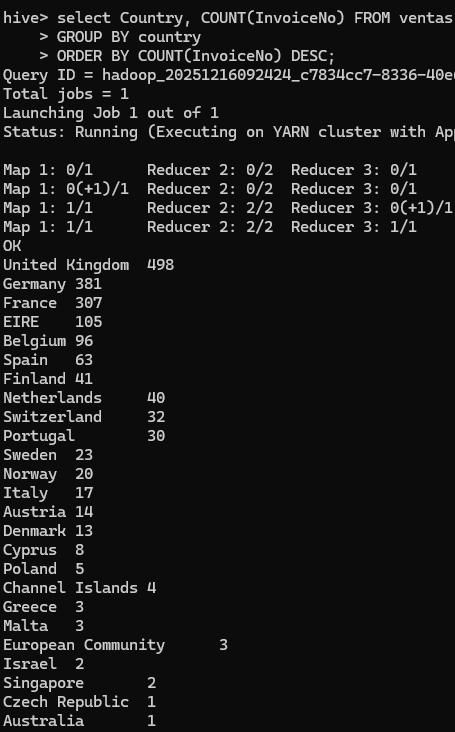 hive> select Country, COUNT(InvoiceNo) FROM ventas
    > GROUP BY country
    > ORDER BY COUNT(InvoiceNo) DESC;
Query ID = hadoop_20251216092424_c7834cc7-8336-40e
Total jobs = 1
Launching Job 1 out of 1
Status: Running (Executing on YARN cluster with App
Map 1: 0/1      Reducer 2: 0/2  Reducer 3: 0/1
Map 1: 0(+1)/1  Reducer 2: 0/2  Reducer 3: 0/1
Map 1: 1/1      Reducer 2: 2/2  Reducer 3: 0(+1)/1
Map 1: 1/1      Reducer 2: 2/2  Reducer 3: 1/1
OK
United Kingdom  498
Germany 381
France  307
EIRE    105
Belgium 96
Spain   63
Finland 41
Netherlands     40
Switzerland     32
Portugal        30
Sweden  23
Norway  20
Italy   17
Austria 14
Denmark 13
Cyprus  8
Poland  5
Channel Islands 4
Greece  3
Malta   3
European Community      3
Israel  2
Singapore       2
Czech Republic  1
Australia       1